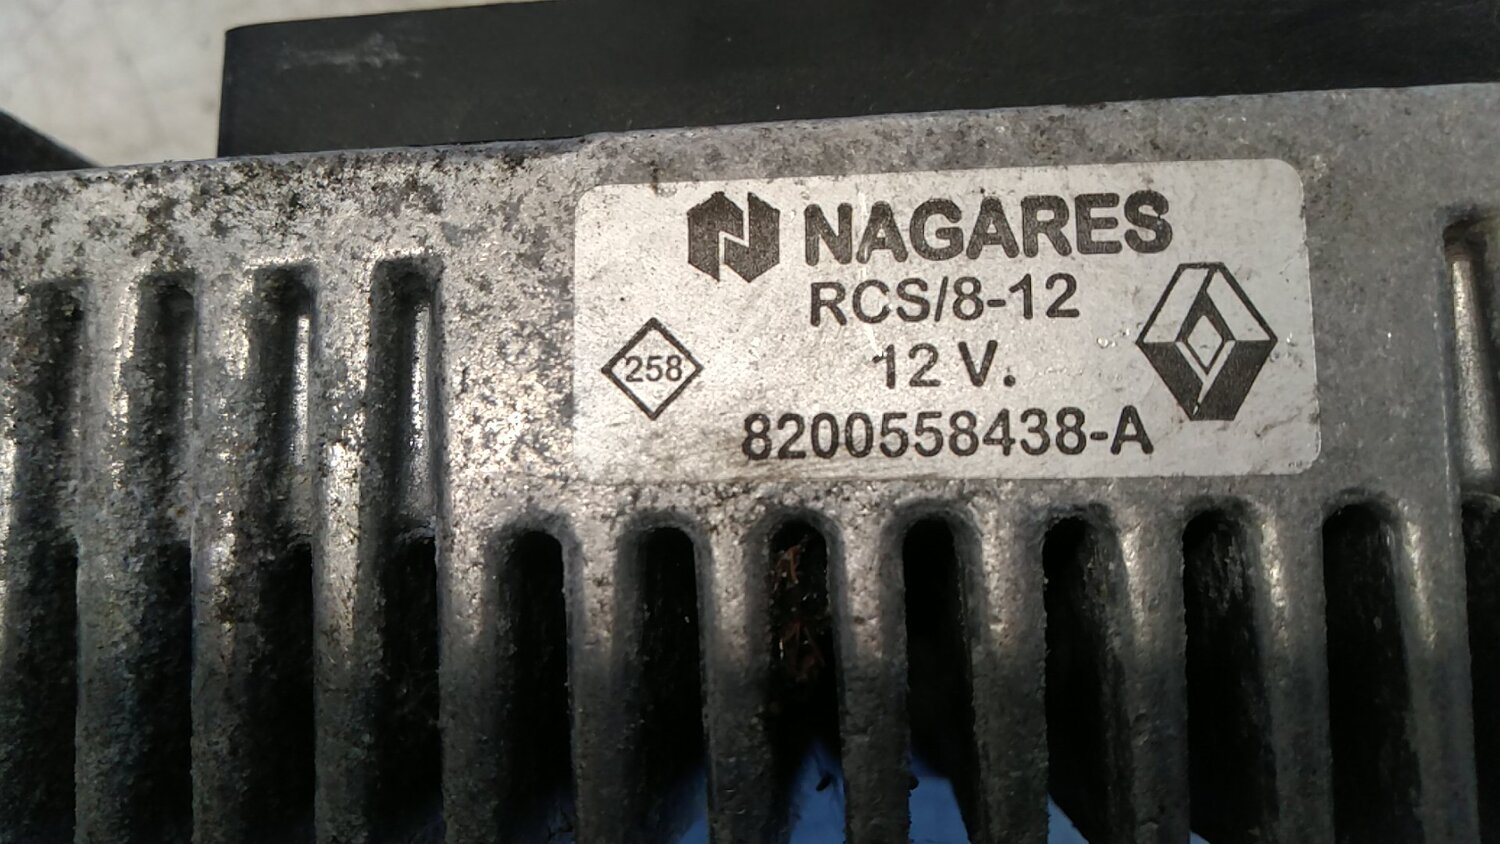 NAGARES
RCS/8-12
258
12 V.
8200558438-A